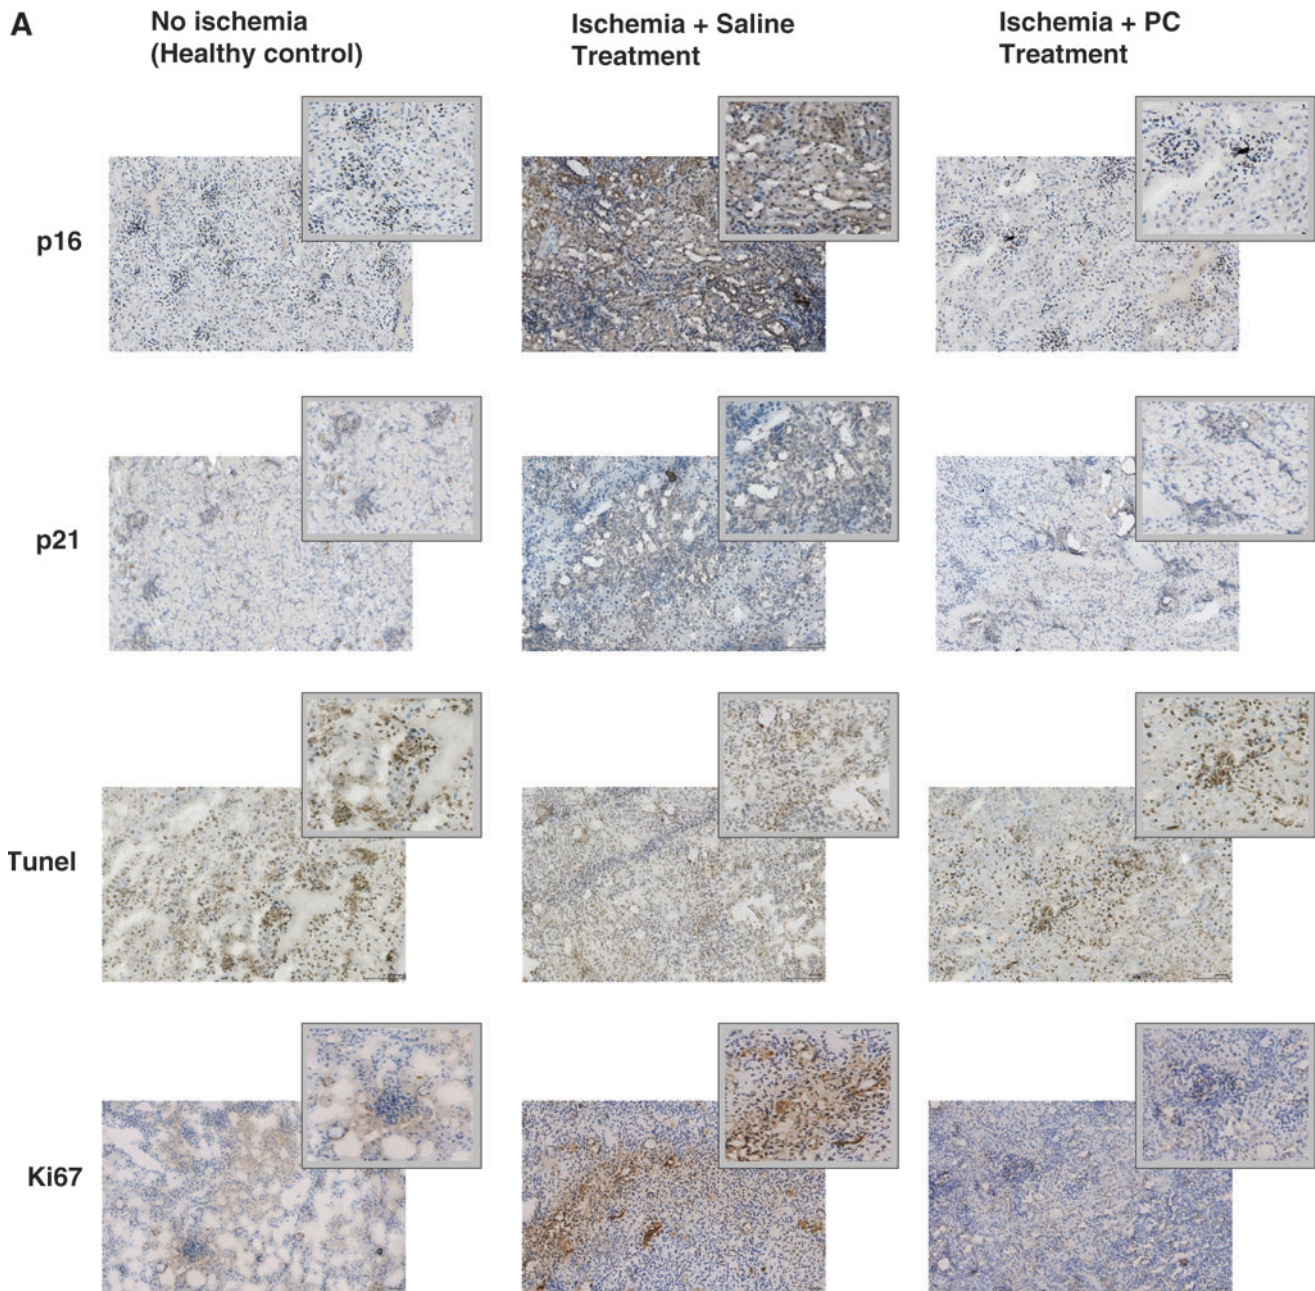 A
No ischemia
(Healthy control)
Ischemia + Saline
Treatment
Ischemia + PC
Treatment
p16
p21
Tunel
Ki67